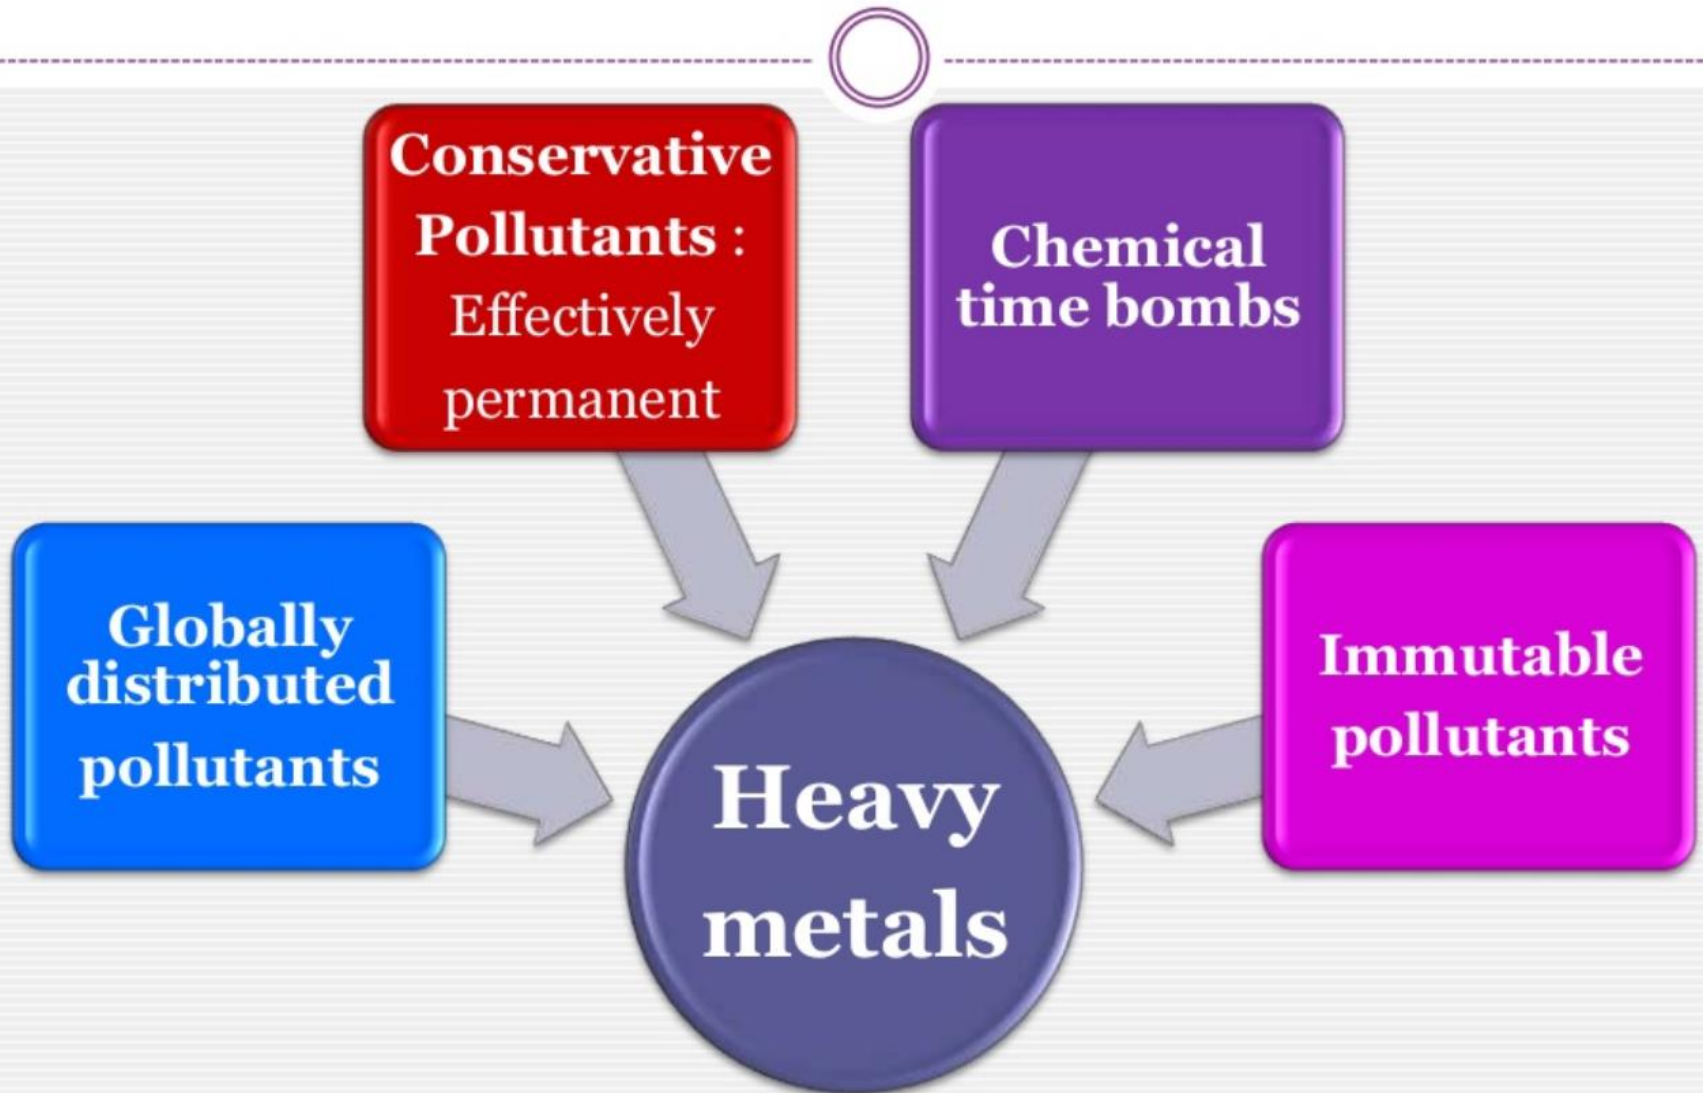 Conservative
Pollutants :
Effectively
permanent
Chemical
time bombs
Globally
distributed
pollutants
Immutable
pollutants
Heavy
metals